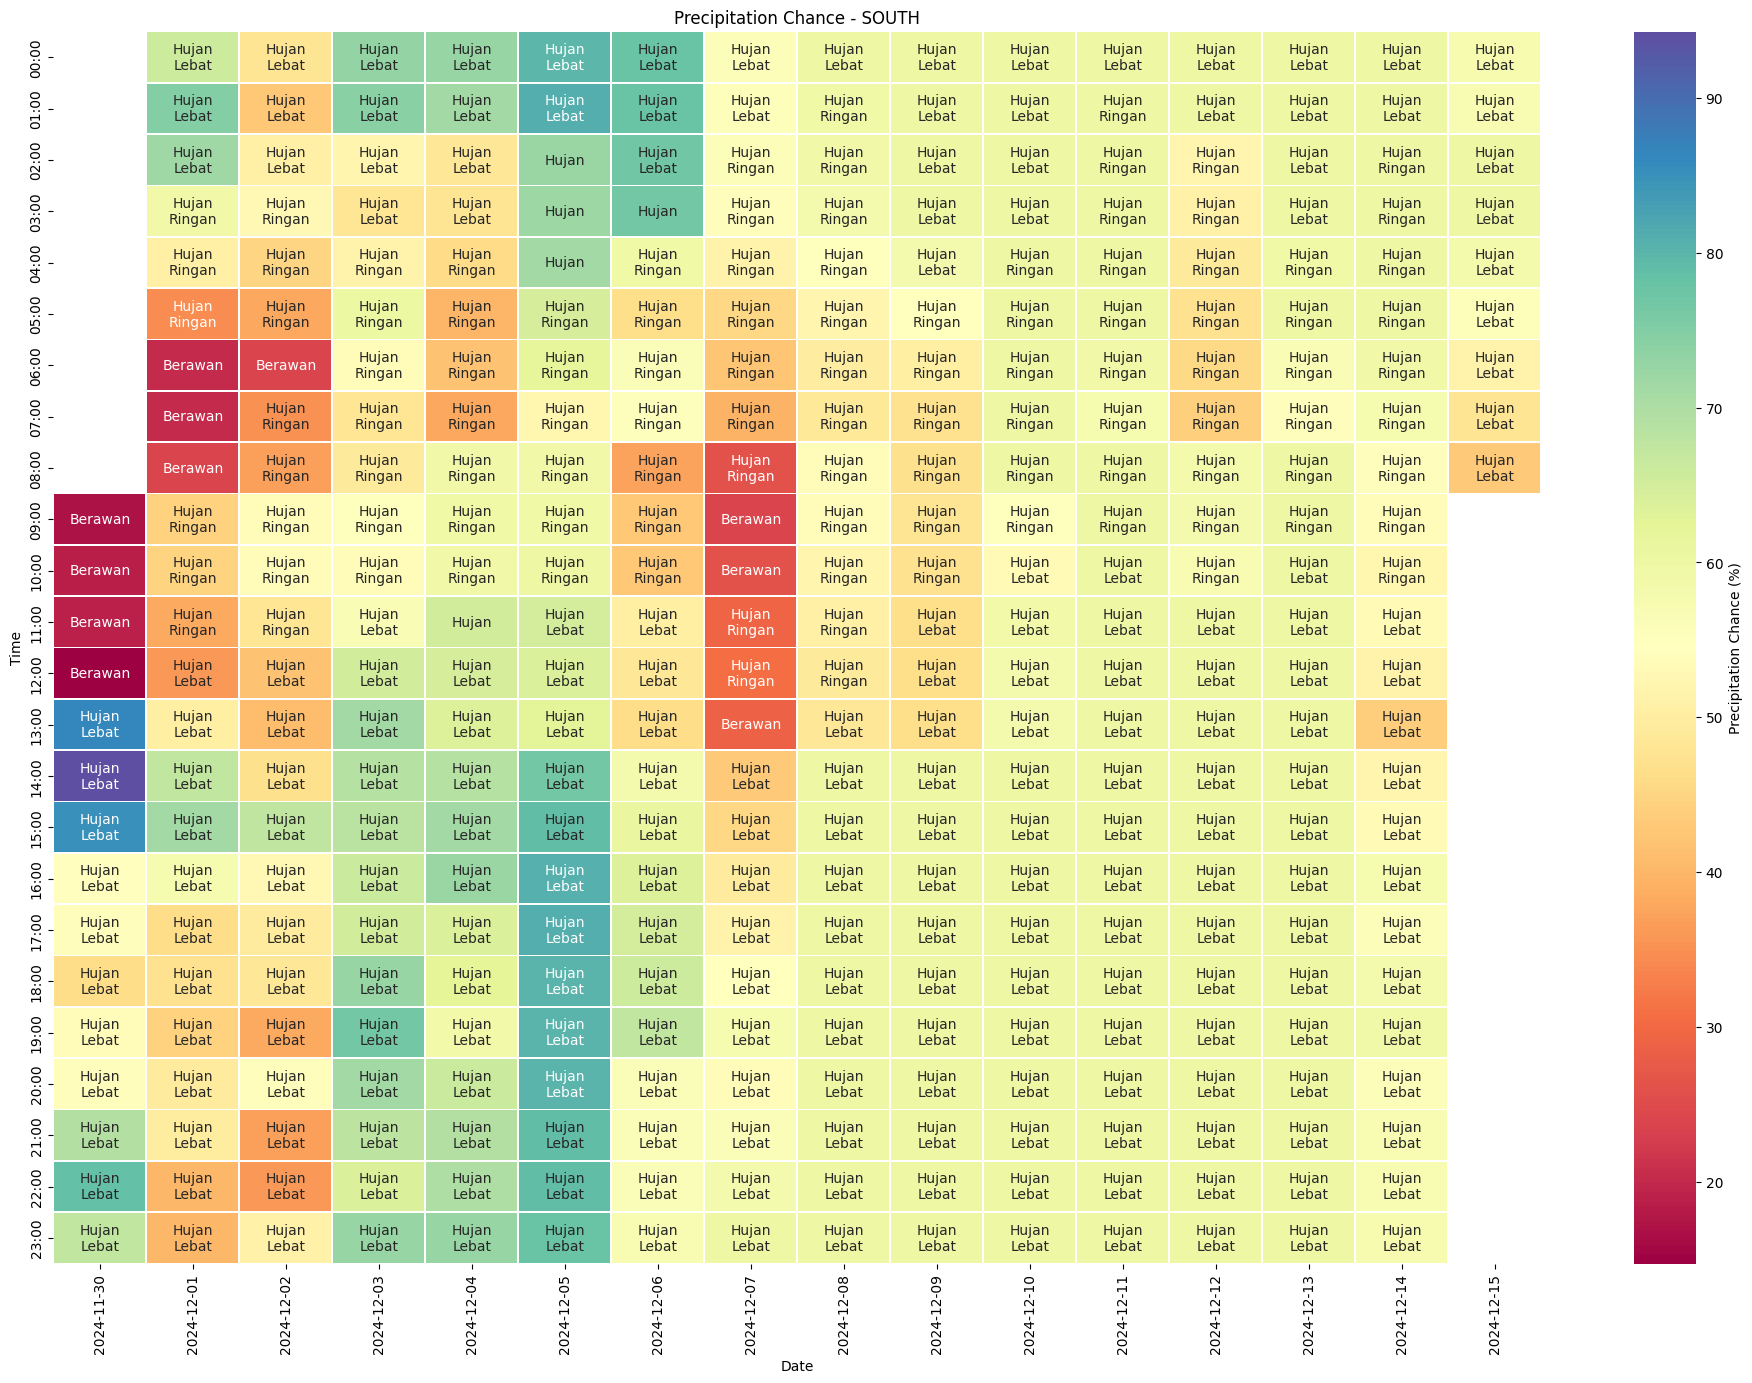 Precipitation Chance - SOUTH
00:00 Hujan Lebat Hujan Lebat Hujan Lebat Hujan Lebat Hujan Lebat Hujan Lebat Hujan Lebat Hujan Lebat Hujan Lebat Hujan Lebat Hujan Lebat Hujan Lebat Hujan Lebat Hujan Lebat Hujan Lebat
01:00 Hujan Lebat Hujan Lebat Hujan Lebat Hujan Lebat Hujan Lebat Hujan Lebat Hujan Lebat Hujan Ringan Hujan Lebat Hujan Lebat Hujan Ringan Hujan Lebat Hujan Lebat Hujan Lebat Hujan Lebat
02:00 Hujan Lebat Hujan Lebat Hujan Lebat Hujan Lebat Hujan Hujan Lebat Hujan Ringan Hujan Ringan Hujan Lebat Hujan Lebat Hujan Ringan Hujan Ringan Hujan Lebat Hujan Ringan Hujan Lebat
03:00 Hujan Ringan Hujan Ringan Hujan Lebat Hujan Lebat Hujan Hujan Hujan Ringan Hujan Ringan Hujan Lebat Hujan Lebat Hujan Ringan Hujan Ringan Hujan Lebat Hujan Ringan Hujan Lebat
04:00 Hujan Ringan Hujan Ringan Hujan Ringan Hujan Ringan Hujan Hujan Ringan Hujan Ringan Hujan Ringan Hujan Lebat Hujan Ringan Hujan Ringan Hujan Ringan Hujan Ringan Hujan Ringan Hujan Lebat
05:00 Hujan Ringan Hujan Ringan Hujan Ringan Hujan Ringan Hujan Ringan Hujan Ringan Hujan Ringan Hujan Ringan Hujan Ringan Hujan Ringan Hujan Ringan Hujan Ringan Hujan Ringan Hujan Ringan Hujan Lebat
06:00 Berawan Berawan Hujan Ringan Hujan Ringan Hujan Ringan Hujan Ringan Hujan Ringan Hujan Ringan Hujan Ringan Hujan Ringan Hujan Ringan Hujan Ringan Hujan Ringan Hujan Ringan Hujan Lebat
07:00 Berawan Hujan Ringan Hujan Ringan Hujan Ringan Hujan Ringan Hujan Ringan Hujan Ringan Hujan Ringan Hujan Ringan Hujan Ringan Hujan Ringan Hujan Ringan Hujan Ringan Hujan Ringan Hujan Lebat
08:00 Berawan Hujan Ringan Hujan Ringan Hujan Ringan Hujan Ringan Hujan Ringan Hujan Ringan Hujan Ringan Hujan Ringan Hujan Ringan Hujan Ringan Hujan Ringan Hujan Ringan Hujan Ringan Hujan Lebat
09:00 Berawan Hujan Ringan Hujan Ringan Hujan Ringan Hujan Ringan Hujan Ringan Hujan Ringan Berawan Hujan Ringan Hujan Ringan Hujan Ringan Hujan Ringan Hujan Ringan Hujan Ringan Hujan Ringan
10:00 Berawan Hujan Ringan Hujan Ringan Hujan Ringan Hujan Ringan Hujan Ringan Hujan Ringan Berawan Hujan Ringan Hujan Ringan Hujan Lebat Hujan Lebat Hujan Ringan Hujan Lebat Hujan Ringan
11:00 Berawan Hujan Ringan Hujan Ringan Hujan Lebat Hujan Hujan Lebat Hujan Lebat Hujan Ringan Hujan Ringan Hujan Lebat Hujan Lebat Hujan Lebat Hujan Lebat Hujan Lebat Hujan Lebat
12:00 Berawan Hujan Lebat Hujan Lebat Hujan Lebat Hujan Lebat Hujan Lebat Hujan Lebat Hujan Ringan Hujan Ringan Hujan Lebat Hujan Lebat Hujan Lebat Hujan Lebat Hujan Lebat Hujan Lebat
13:00 Hujan Lebat Hujan Lebat Hujan Lebat Hujan Lebat Hujan Lebat Hujan Lebat Hujan Lebat Berawan Hujan Lebat Hujan Lebat Hujan Lebat Hujan Lebat Hujan Lebat Hujan Lebat Hujan Lebat
14:00 Hujan Lebat Hujan Lebat Hujan Lebat Hujan Lebat Hujan Lebat Hujan Lebat Hujan Lebat Hujan Lebat Hujan Lebat Hujan Lebat Hujan Lebat Hujan Lebat Hujan Lebat Hujan Lebat Hujan Lebat
15:00 Hujan Lebat Hujan Lebat Hujan Lebat Hujan Lebat Hujan Lebat Hujan Lebat Hujan Lebat Hujan Lebat Hujan Lebat Hujan Lebat Hujan Lebat Hujan Lebat Hujan Lebat Hujan Lebat Hujan Lebat
16:00 Hujan Lebat Hujan Lebat Hujan Lebat Hujan Lebat Hujan Lebat Hujan Lebat Hujan Lebat Hujan Lebat Hujan Lebat Hujan Lebat Hujan Lebat Hujan Lebat Hujan Lebat Hujan Lebat Hujan Lebat
17:00 Hujan Lebat Hujan Lebat Hujan Lebat Hujan Lebat Hujan Lebat Hujan Lebat Hujan Lebat Hujan Lebat Hujan Lebat Hujan Lebat Hujan Lebat Hujan Lebat Hujan Lebat Hujan Lebat Hujan Lebat
18:00 Hujan Lebat Hujan Lebat Hujan Lebat Hujan Lebat Hujan Lebat Hujan Lebat Hujan Lebat Hujan Lebat Hujan Lebat Hujan Lebat Hujan Lebat Hujan Lebat Hujan Lebat Hujan Lebat Hujan Lebat
19:00 Hujan Lebat Hujan Lebat Hujan Lebat Hujan Lebat Hujan Lebat Hujan Lebat Hujan Lebat Hujan Lebat Hujan Lebat Hujan Lebat Hujan Lebat Hujan Lebat Hujan Lebat Hujan Lebat Hujan Lebat
20:00 Hujan Lebat Hujan Lebat Hujan Lebat Hujan Lebat Hujan Lebat Hujan Lebat Hujan Lebat Hujan Lebat Hujan Lebat Hujan Lebat Hujan Lebat Hujan Lebat Hujan Lebat Hujan Lebat Hujan Lebat
21:00 Hujan Lebat Hujan Lebat Hujan Lebat Hujan Lebat Hujan Lebat Hujan Lebat Hujan Lebat Hujan Lebat Hujan Lebat Hujan Lebat Hujan Lebat Hujan Lebat Hujan Lebat Hujan Lebat Hujan Lebat
22:00 Hujan Lebat Hujan Lebat Hujan Lebat Hujan Lebat Hujan Lebat Hujan Lebat Hujan Lebat Hujan Lebat Hujan Lebat Hujan Lebat Hujan Lebat Hujan Lebat Hujan Lebat Hujan Lebat Hujan Lebat
23:00 Hujan Lebat Hujan Lebat Hujan Lebat Hujan Lebat Hujan Lebat Hujan Lebat Hujan Lebat Hujan Lebat Hujan Lebat Hujan Lebat Hujan Lebat Hujan Lebat Hujan Lebat Hujan Lebat Hujan Lebat
Time
2024-11-30 2024-12-01 2024-12-02 2024-12-03 2024-12-04 2024-12-05 2024-12-06 2024-12-07 2024-12-08 2024-12-09 2024-12-10 2024-12-11 2024-12-12 2024-12-13 2024-12-14 2024-12-15
Date
90
80
70
60
50
40
30
20
Precipitation Chance (%)